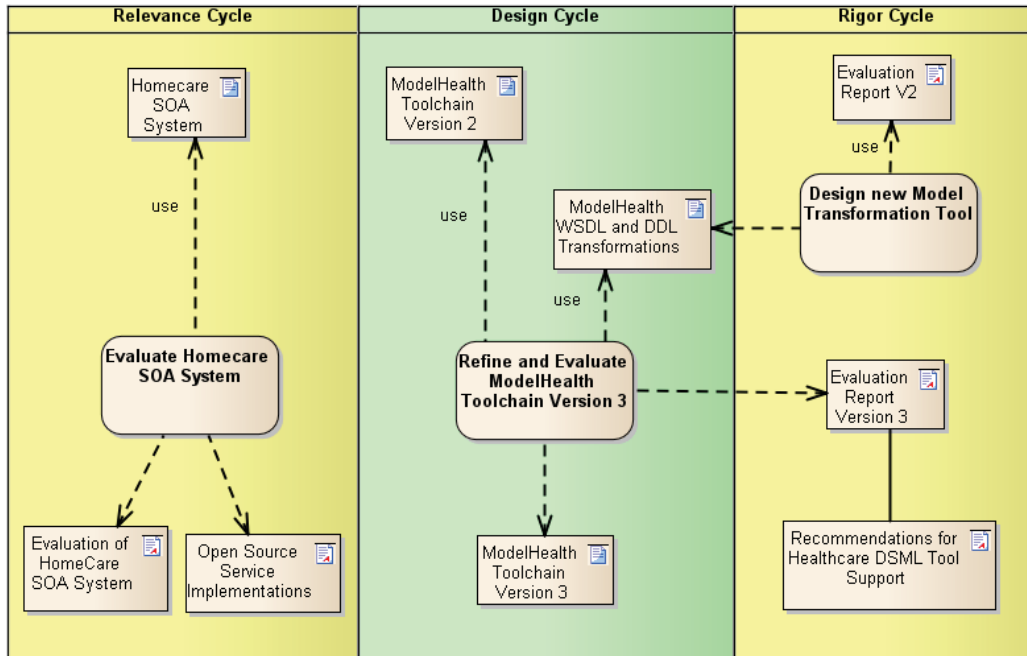 Relevance Cycle
Design Cycle
Rigor Cycle
Homecare
SOA
System
use
Evaluate Homecare
SOA System
Evaluation of
HomeCare
SOA System
Open Source
Service
Implementations
ModelHealth
Toolchain
Version 2
use
ModelHealth
WSDL and DDL
Transformations
use
Refine and Evaluate
ModelHealth
Toolchain Version 3
ModelHealth
Toolchain
Version 3
Evaluation
Report V2
use
Design new Model
Transformation Tool
Evaluation
Report
Version 3
Recommendations for
Healthcare DSML Tool
Support